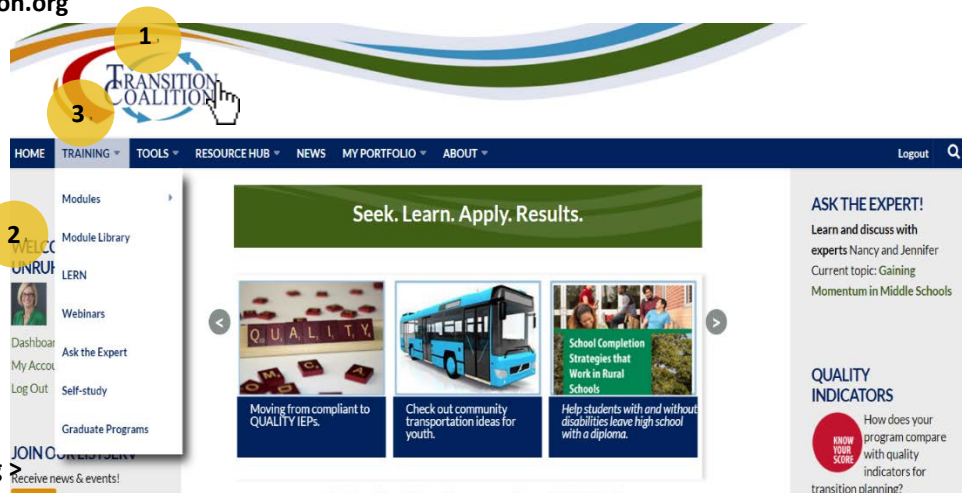 on.org
1
TRANSITION
COALITION
3
HOME TRAINING TOOLS RESOURCE HUB NEWS MY PORTFOLIO ABOUT Logout
Modules
Module Library
LERN
Webinars
Ask the Expert
Self-study
Graduate Programs
2
WELCO
UNRUH
Dashboar
My Accou
Log Out
JOIN OUR LISTSERV
Receive news & events!
g >
Seek. Learn. Apply. Results.
QUALITY
Moving from compliant to
QUALITY IEPs.
Check out community
transportation ideas for
youth.
School Completion
Strategies that
Work in Rural
Schools
Help students with and without
disabilities leave high school
with a diploma.
ASK THE EXPERT!
Learn and discuss with
experts Nancy and Jennifer
Current topic: Gaining
Momentum in Middle Schools
QUALITY
INDICATORS
KNOW
YOUR
SCORE
How does your
program compare
with quality
indicators for
transition planning?